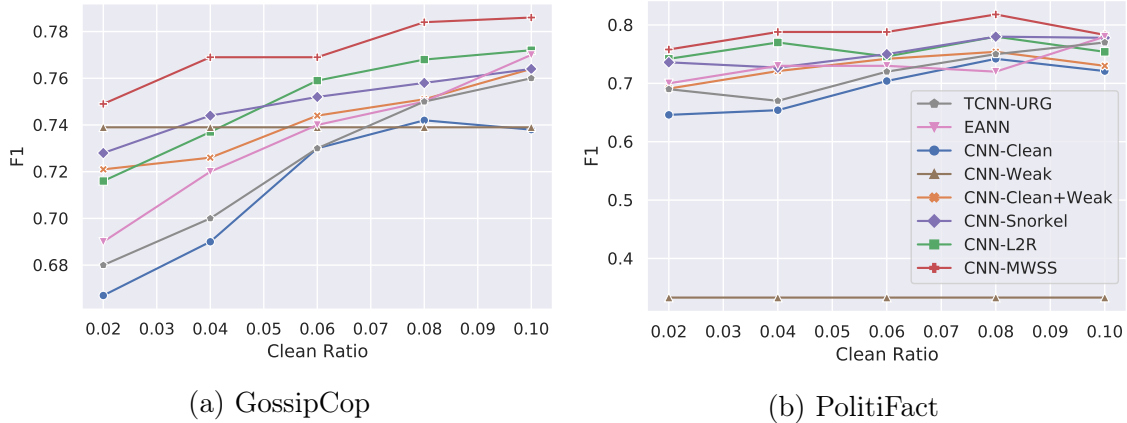 0.78
0.76
0.74
0.72
0.70
0.68
F1
0.02 0.03 0.04 0.05 0.06 0.07 0.08 0.09 0.10
Clean Ratio
(a) GossipCop
0.8
0.7
0.6
0.5
0.4
F1
TCNN-URG
EANN
CNN-Clean
CNN-Weak
CNN-Clean+Weak
CNN-Snorkel
CNN-L2R
CNN-MWSS
0.02 0.03 0.04 0.05 0.06 0.07 0.08 0.09 0.10
Clean Ratio
(b) PolitiFact